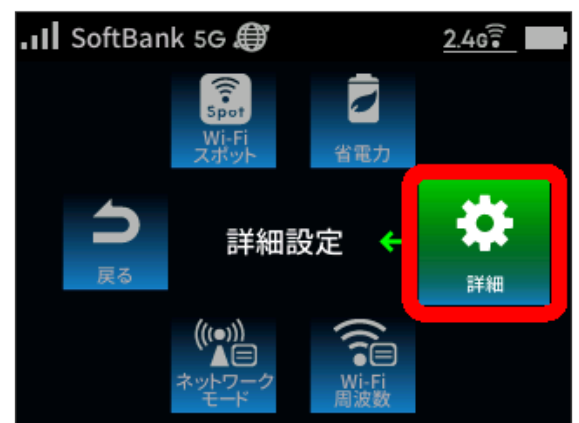 SoftBank 5G
2.4G
Spot
Wi-Fi
スポット
省電力
戻る
詳細設定
詳細
ネットワーク
モード
Wi-Fi
周波数